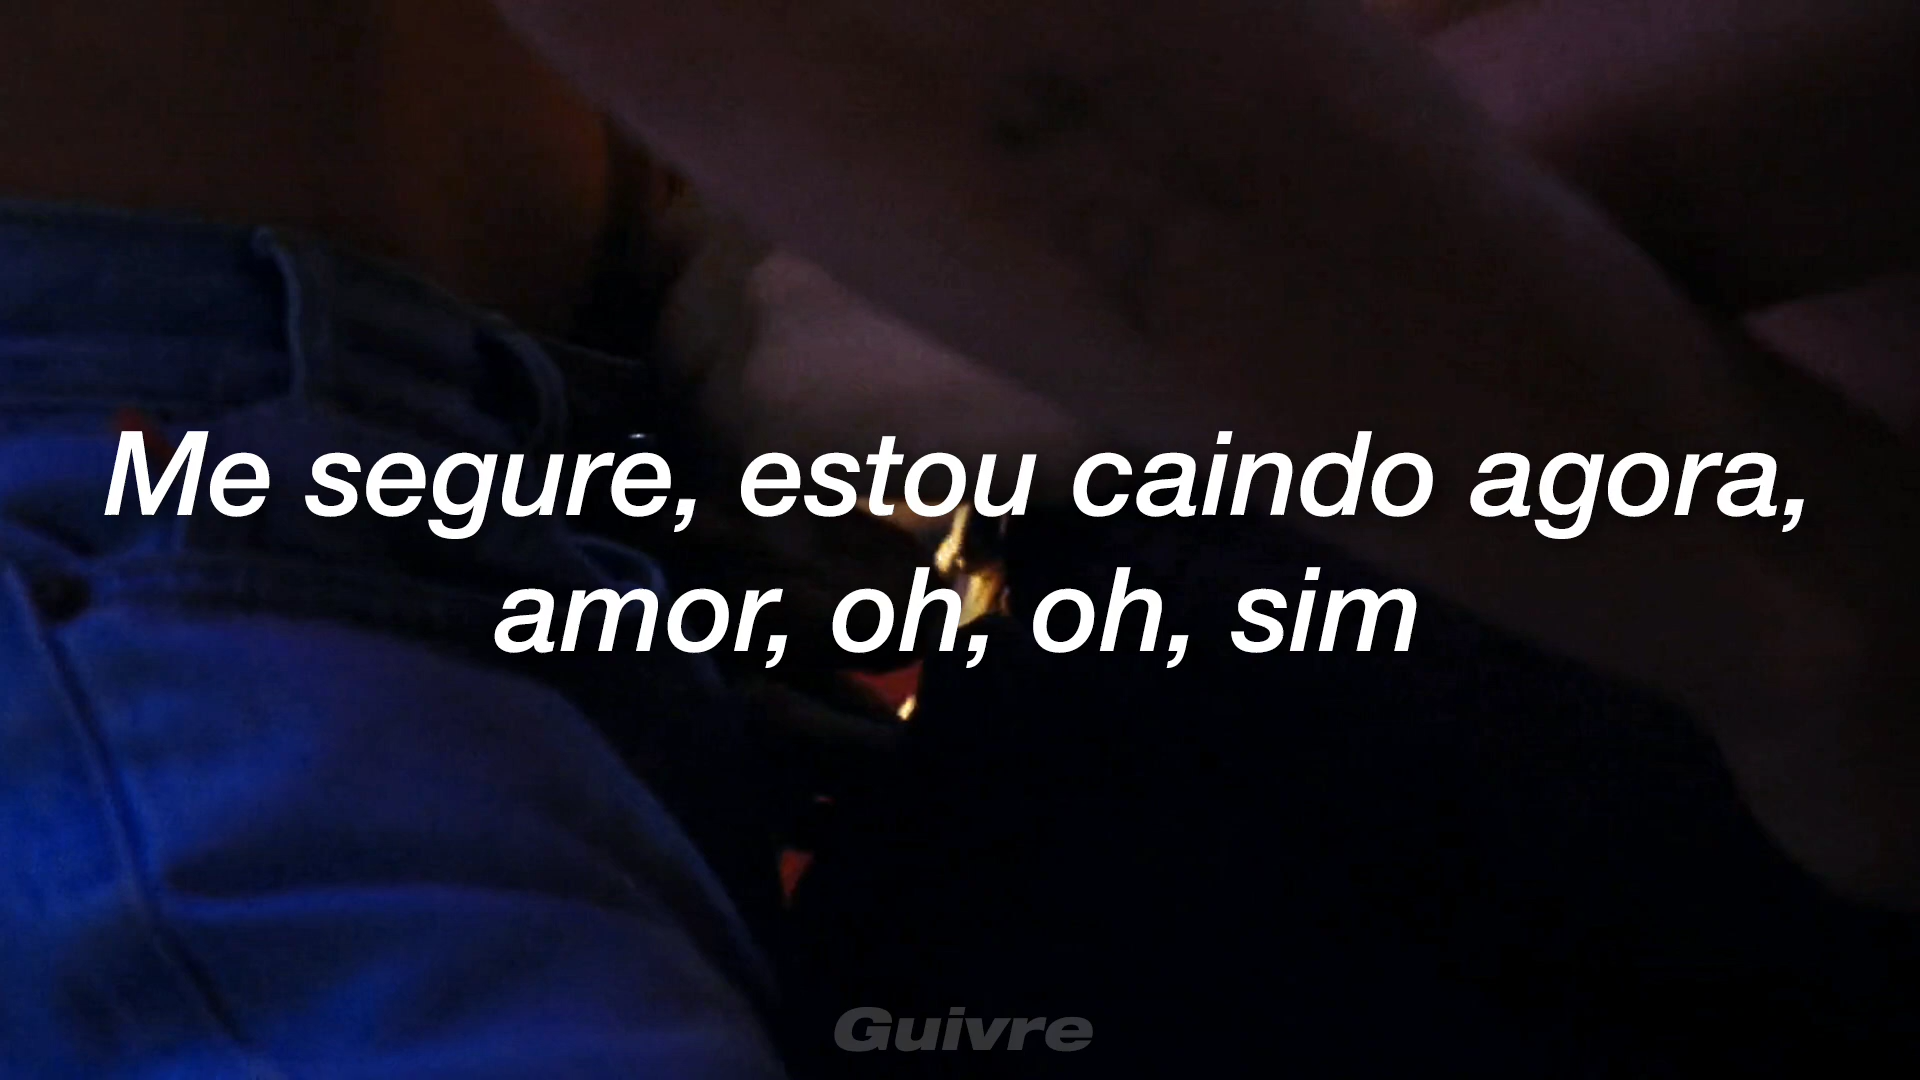 Me segure, estou caindo agora,
amor, oh, oh, sim
Guivre